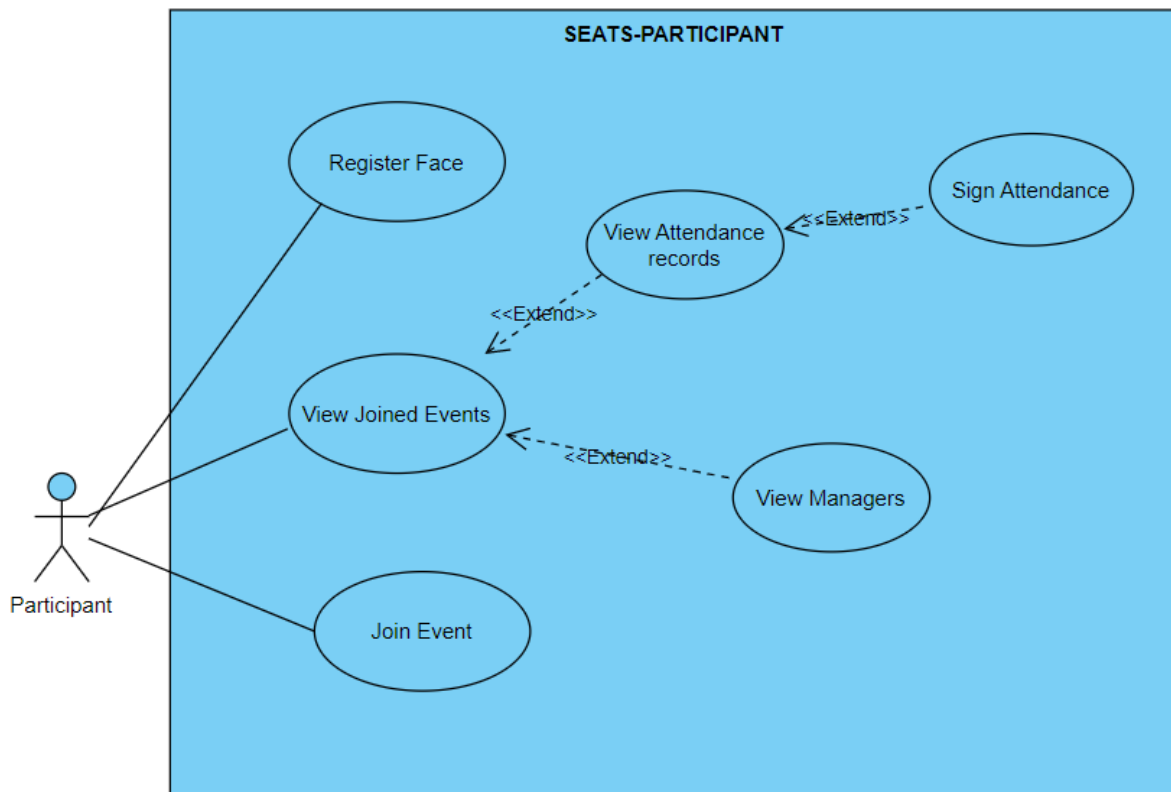 SEATS-PARTICIPANT
Register Face
Sign Attendance
<<Extend>>
View Attendance
records
<<Extend>>
View Joined Events
<<Extend>>
View Managers
Participant
Join Event